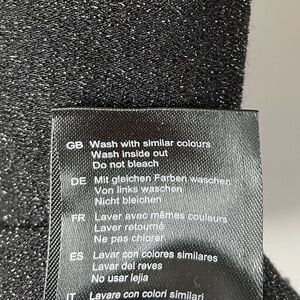 GB Wash with similar colours
Wash inside out
Do not bleach
DE Mit gleichen Farben waschen
Von links waschen
Nicht bleichen
FR Laver avec mêmes couleurs
Laver retourné
Ne pas chlorer
ES Lavar con colores similares
Lavar del reves
No usar lejia
IT Lavare con colori similari